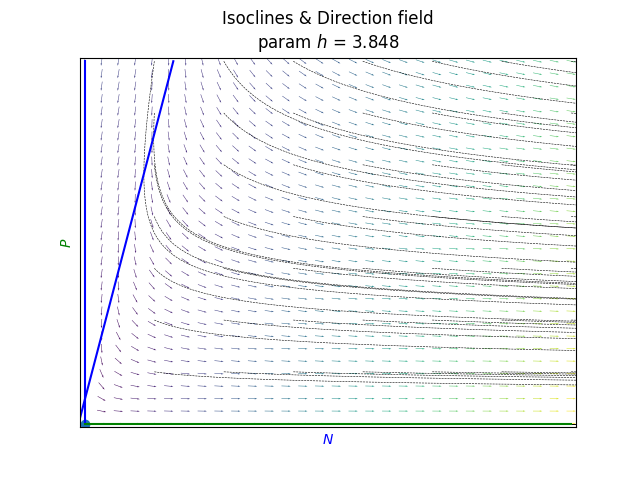 Isoclines & Direction field
param h = 3.848
P
N